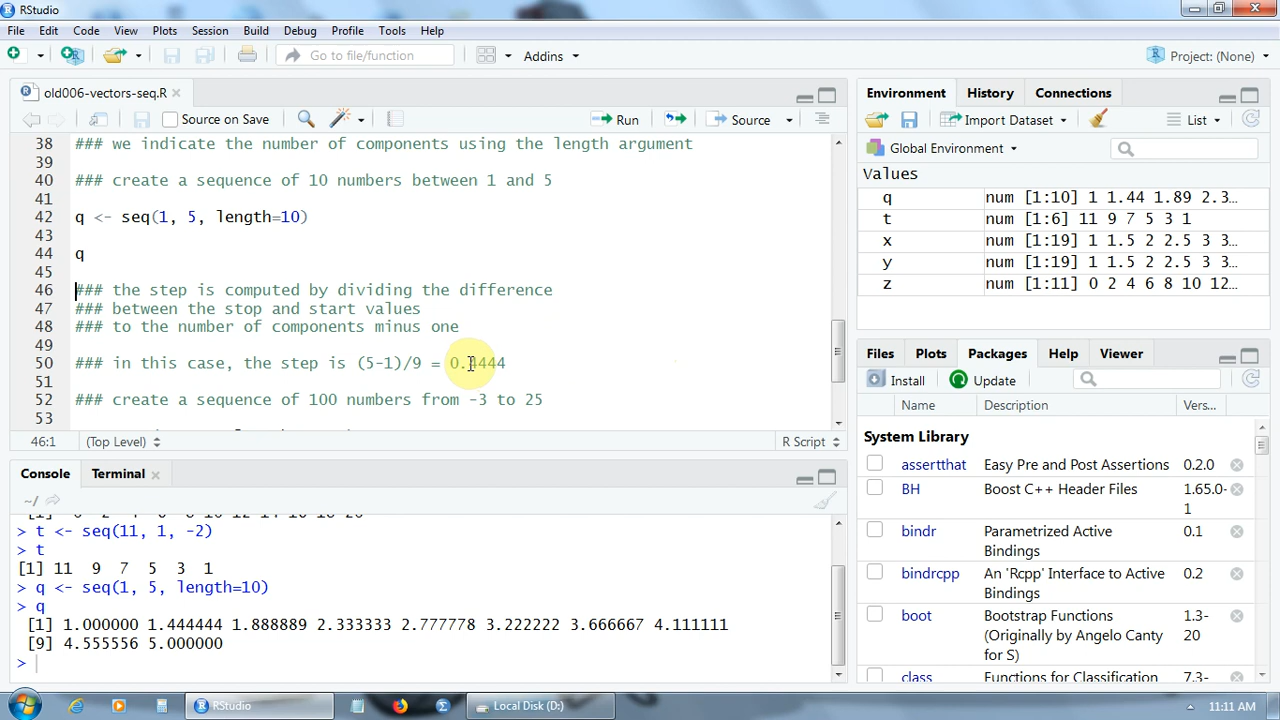 RStudio
File Edit Code View Plots Session Build Debug Profile Tools Help
Go to file/function Addins Project: (None)
old006-vectors-seq.R
Source on Save Run Source
38 ### we indicate the number of components using the length argument
39
40 ### create a sequence of 10 numbers between 1 and 5
41
42 q <- seq(1, 5, length=10)
43
44 q
45
46 ### the step is computed by dividing the difference
47 ### between the stop and start values
48 ### to the number of components minus one
49
50 ### in this case, the step is (5-1)/9 = 0.4444
51
52 ### create a sequence of 100 numbers from -3 to 25
53
46:1 (Top Level) R Script
Console Terminal
~/
> t <- seq(11, 1, -2)
> t
[1] 11 9 7 5 3 1
> q <- seq(1, 5, length=10)
> q
[1] 1.000000 1.444444 1.888889 2.333333 2.777778 3.222222 3.666667 4.111111
[9] 4.555556 5.000000
>
Environment History Connections
Import Dataset List
Global Environment
Values
q num [1:10] 1 1.44 1.89 2.3…
t num [1:6] 11 9 7 5 3 1
x num [1:19] 1 1.5 2 2.5 3 3…
y num [1:19] 1 1.5 2 2.5 3 3…
z num [1:11] 0 2 4 6 8 10 12…
Files Plots Packages Help Viewer
Install Update
Name Description Vers…
System Library
assertthat Easy Pre and Post Assertions 0.2.0
BH Boost C++ Header Files 1.65.0-
1
bindr Parametrized Active 0.1
Bindings
bindrcpp An 'Rcpp' Interface to Active 0.2
Bindings
boot Bootstrap Functions 1.3-
(Originally by Angelo Canty 20
for S)
class Functions for Classification 7.3-
RStudio Local Disk (D:) 11:11 AM